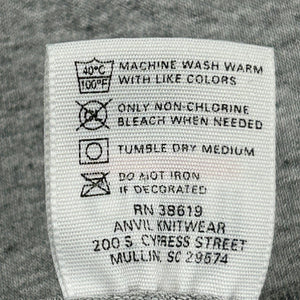 40°C
100°F
MACHINE WASH WARM
WITH LIKE COLORS
ONLY NON-CHLORINE
BLEACH WHEN NEEDED
TUMBLE DRY MEDIUM
DO NOT IRON
IF DECORATED
RN 38619
ANVIL KNITWEAR
200 S CYPRESS STREET
MULLIN, SC 29574